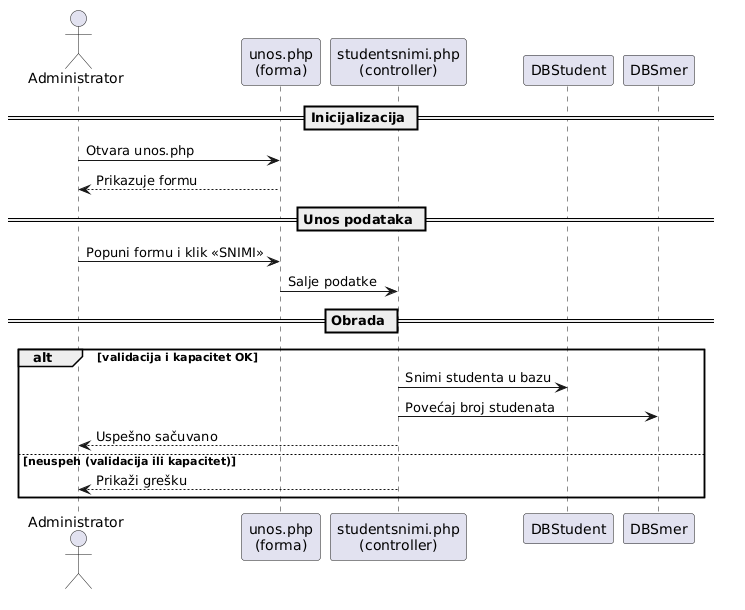 Administrator
unos.php
(forma)
studentsnimi.php
(controller)
DBStudent
DBSmer
Inicijalizacija
Otvara unos.php
Prikazuje formu
Unos podataka
Popuni formu i klik «SNIMI»
Salje podatke
Obrada
alt
[validacija i kapacitet OK]
Snimi studenta u bazu
Povećaj broj studenata
Uspešno sačuvano
[neuspeh (validacija ili kapacitet)]
Prikaži grešku
Administrator
unos.php
(forma)
studentsnimi.php
(controller)
DBStudent
DBSmer